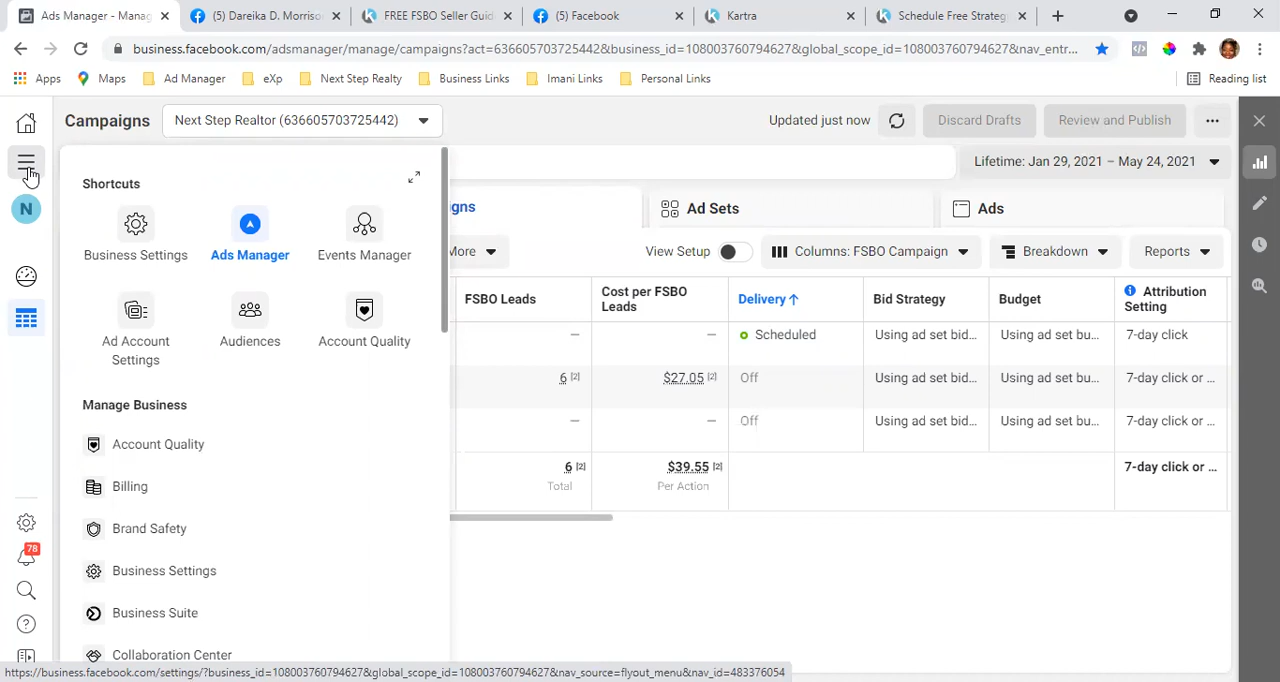 Ads Manager - Manag
(5) Dareika D. Morriso
FREE FSBO Seller Guid
(5) Facebook
Kartra
Schedule Free Strateg
business.facebook.com/adsmanager/manage/campaigns?act=636605703725442&business_id=108003760794627&global_scope_id=108003760794627&nav_entr...
Apps
Maps
Ad Manager
eXp
Next Step Realty
Business Links
Imani Links
Personal Links
Reading list
Campaigns
Next Step Realtor (636605703725442)
Updated just now
Discard Drafts
Review and Publish
Lifetime: Jan 29, 2021 – May 24, 2021
N
Shortcuts
Business Settings
Ads Manager
Events Manager
Ad Account
Settings
Audiences
Account Quality
Manage Business
Account Quality
Billing
Brand Safety
Business Settings
Business Suite
Collaboration Center
78
gns
Ad Sets
Ads
More
View Setup
Columns: FSBO Campaign
Breakdown
Reports
FSBO Leads
Cost per FSBO
Leads
Delivery ↑
Bid Strategy
Budget
Attribution
Setting
— — Scheduled Using ad set bid... Using ad set bu... 7-day click
6 [2] $27.05 [2] Off Using ad set bid... Using ad set bu... 7-day click or ...
— — Off Using ad set bid... Using ad set bu... 7-day click or ...
6 [2] $39.55 [2] 7-day click or ...
Total Per Action
https://business.facebook.com/settings/?business_id=108003760794627&global_scope_id=108003760794627&nav_source=flyout_menu&nav_id=483376054